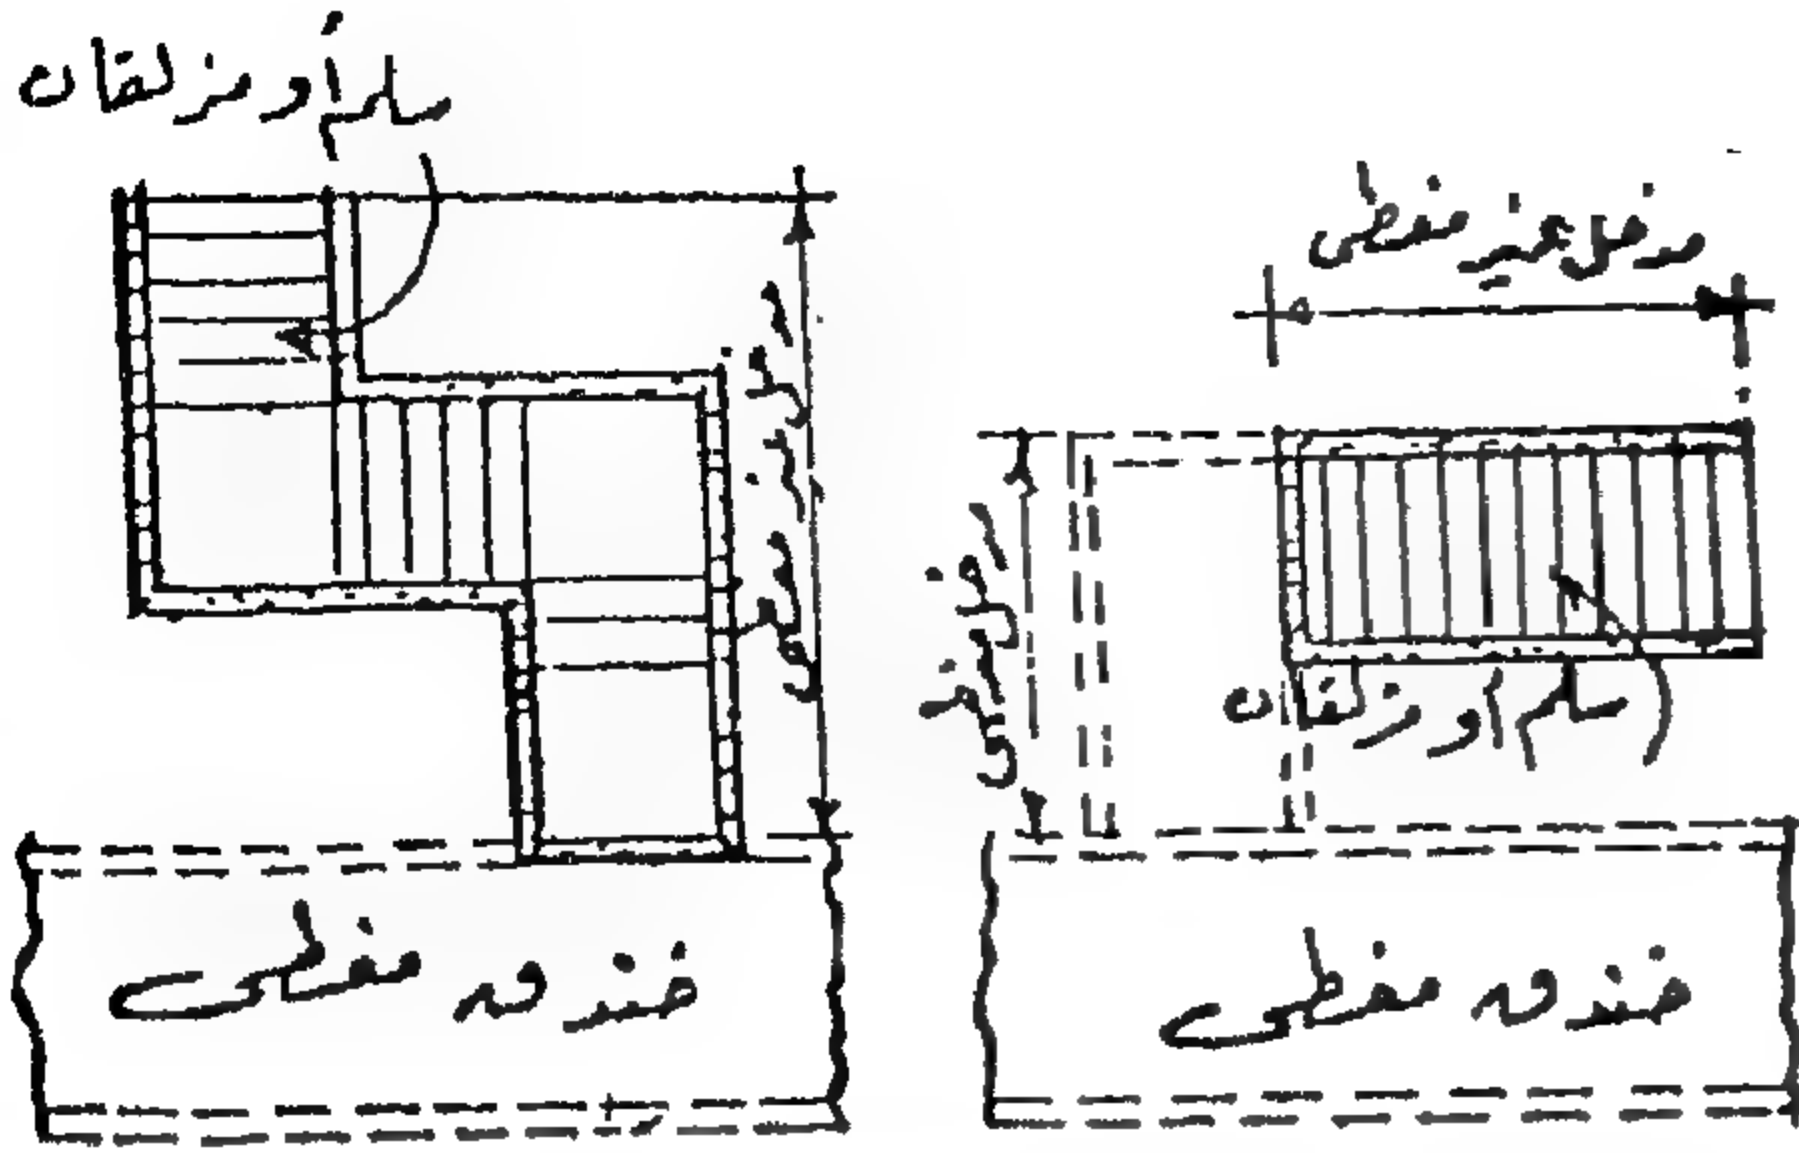 سلم أو مزلقان
مدخل غير مغطى
سلم أو مزلقان
خندق مغطى
خندق مغطى